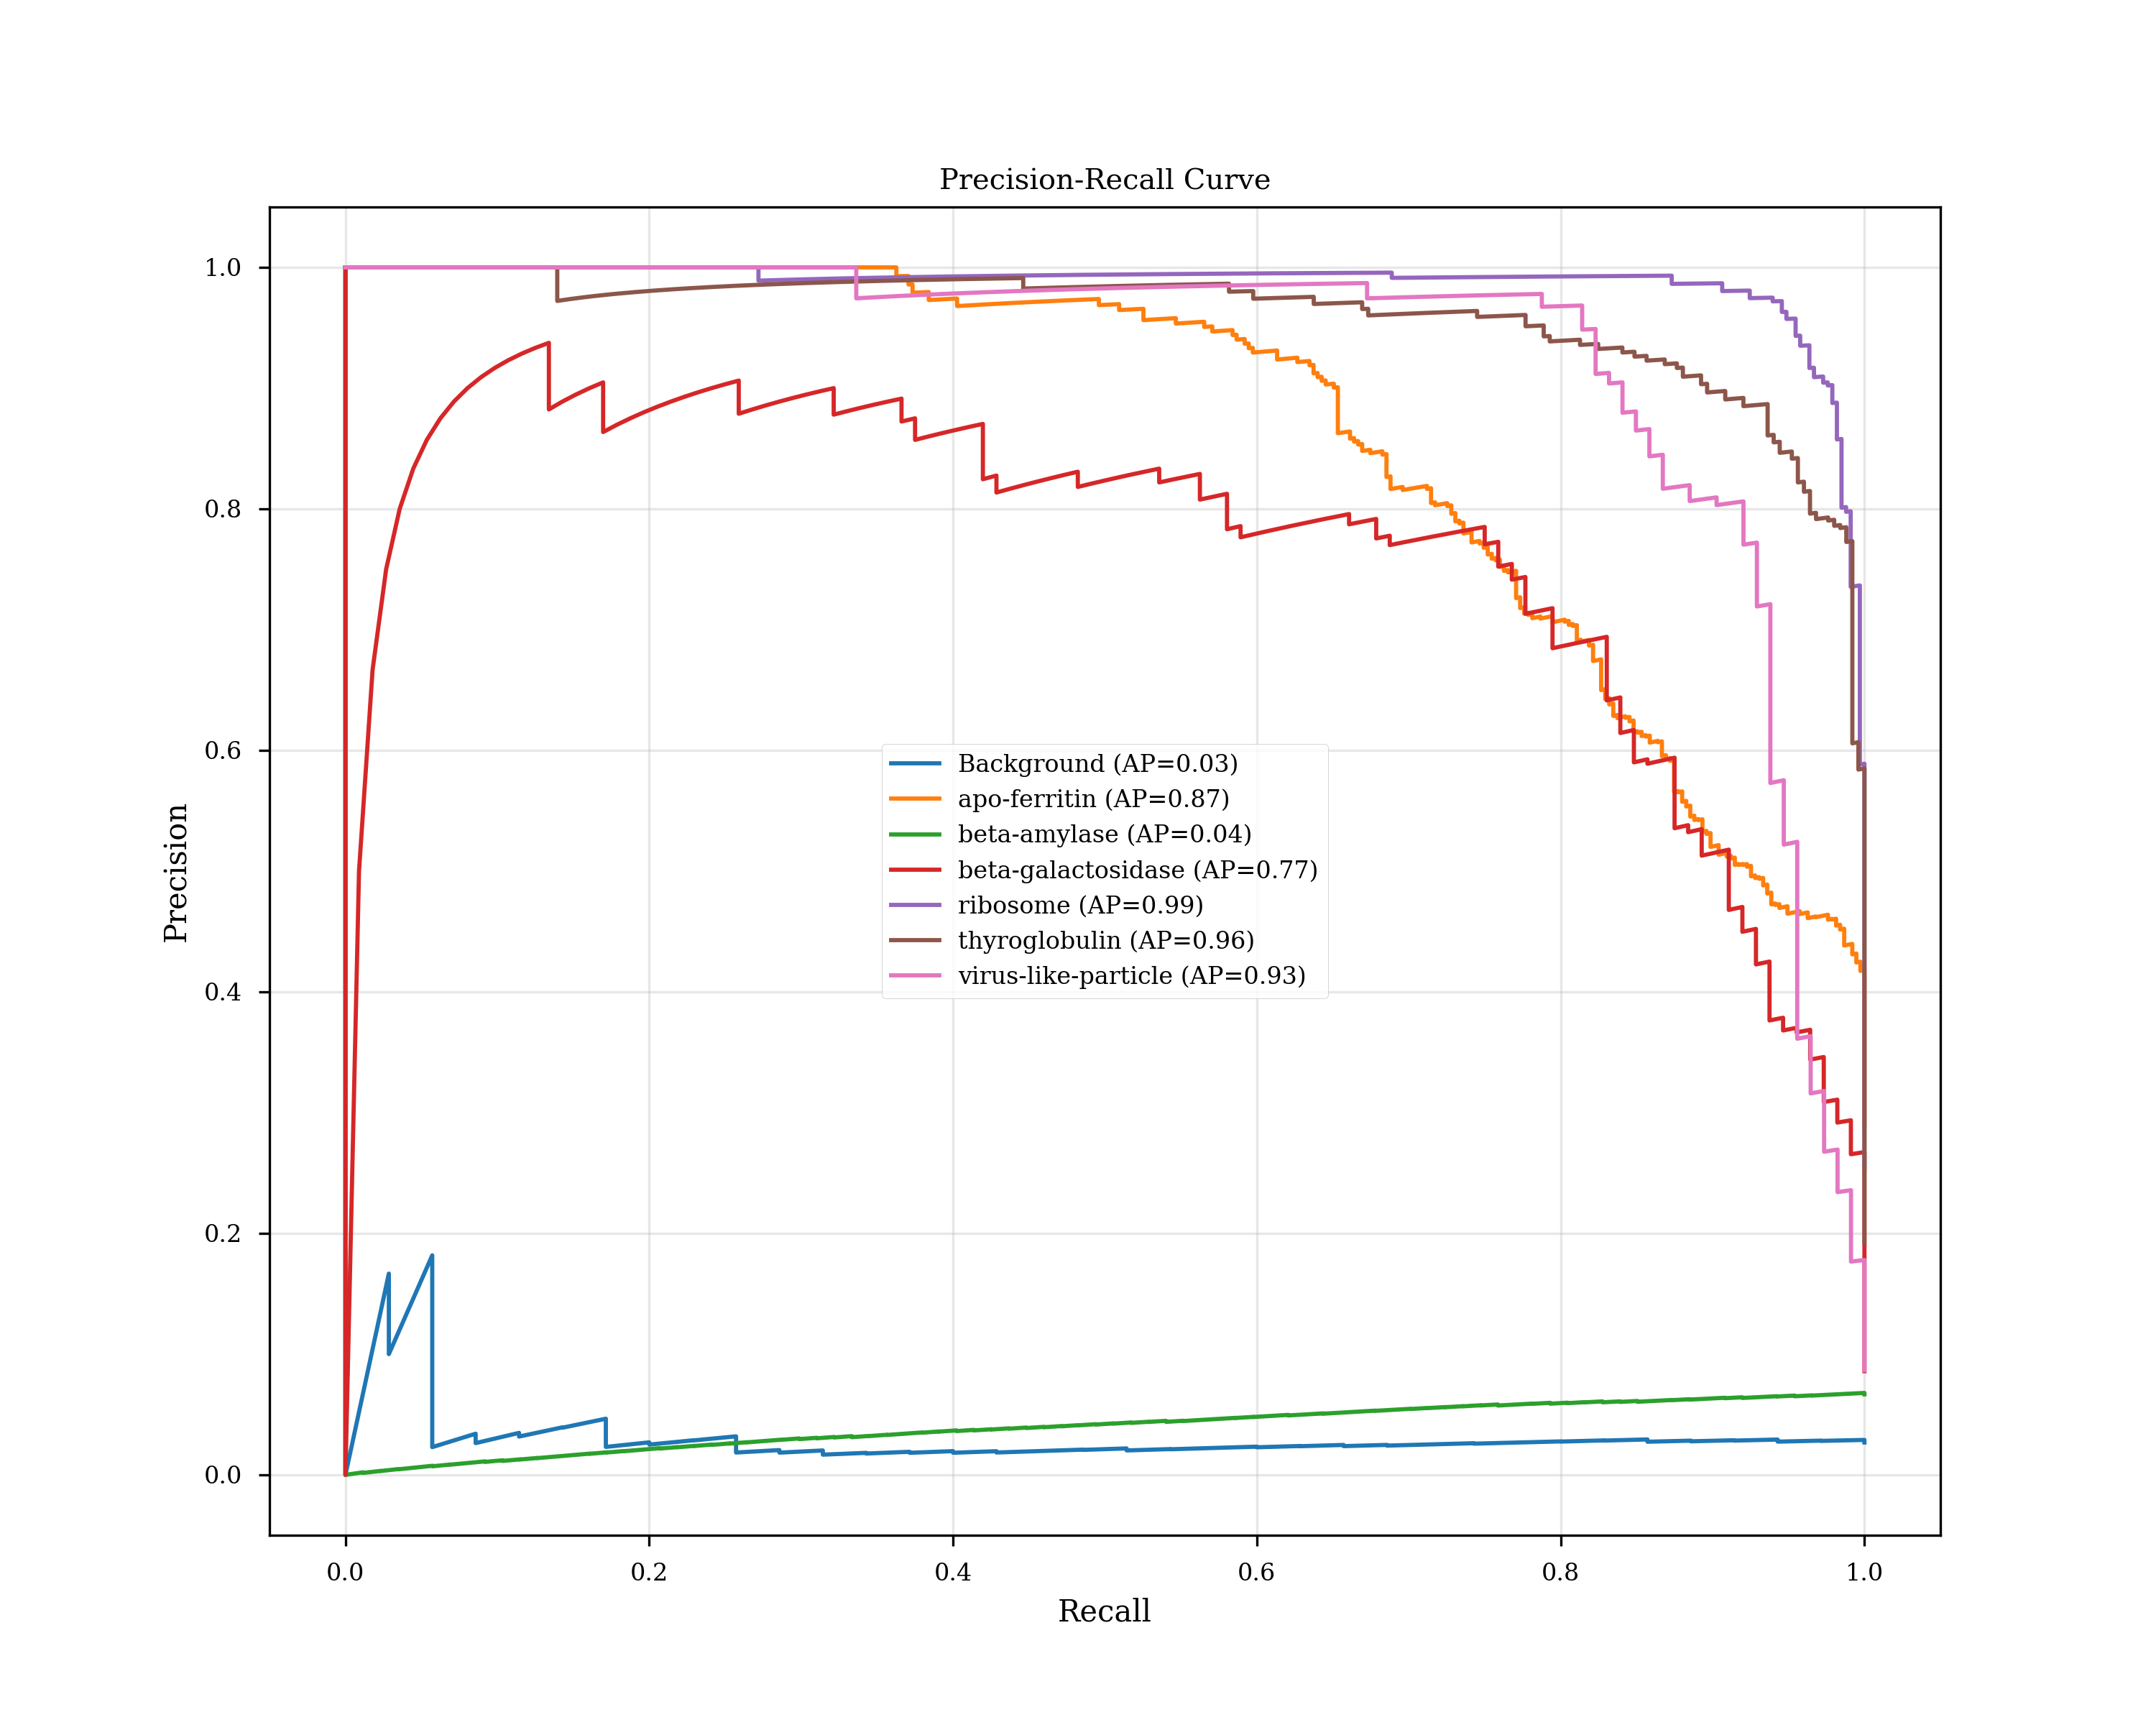 Precision-Recall Curve
Precision
1.0
0.8
0.6
0.4
0.2
0.0
Background (AP=0.03)
apo-ferritin (AP=0.87)
beta-amylase (AP=0.04)
beta-galactosidase (AP=0.77)
ribosome (AP=0.99)
thyroglobulin (AP=0.96)
virus-like-particle (AP=0.93)
0.0 0.2 0.4 0.6 0.8 1.0
Recall